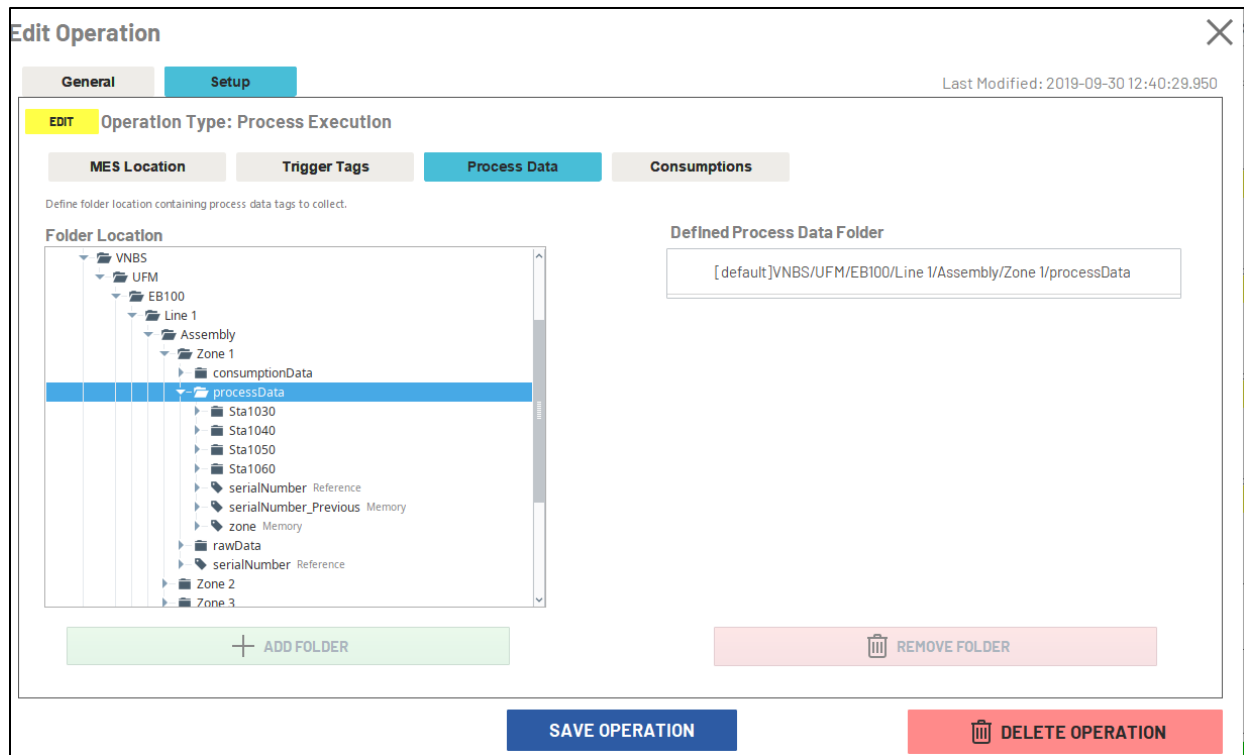 Edit Operation
General
Setup
Last Modified: 2019-09-30 12:40:29.950
EDIT
Operation Type: Process Execution
MES Location
Trigger Tags
Process Data
Consumptions
Define folder location containing process data tags to collect.
Folder Location
VNBS
UFM
EB100
Line 1
Assembly
Zone 1
consumptionData
processData
Sta1030
Sta1040
Sta1050
Sta1060
serialNumber Reference
serialNumber_Previous Memory
zone Memory
rawData
serialNumber Reference
Zone 2
Zone 3
Defined Process Data Folder
[default]VNBS/UFM/EB100/Line 1/Assembly/Zone 1/processData
ADD FOLDER
REMOVE FOLDER
SAVE OPERATION
DELETE OPERATION